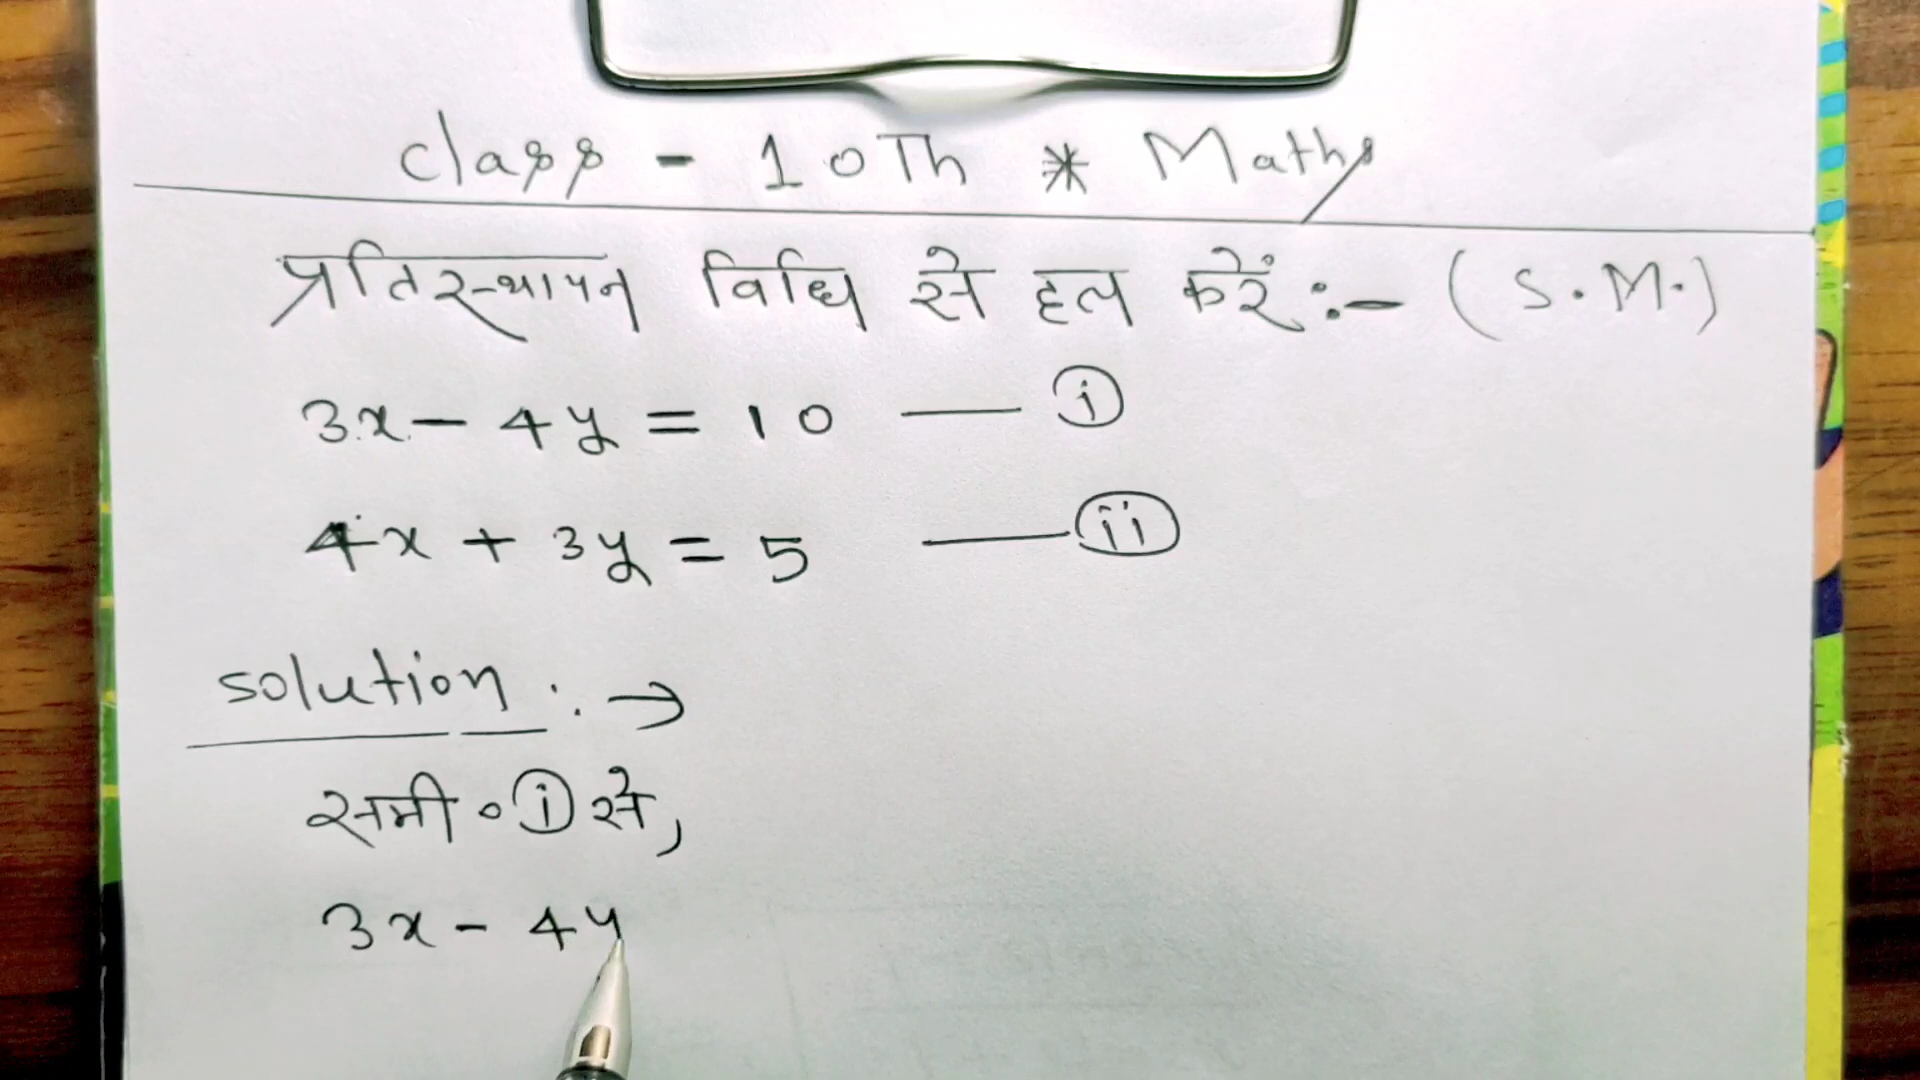 Class - 10Th * Maths
प्रतिस्थापन विधि से हल करें :- (S.M.)
3x - 4y = 10 —— (i)
4x + 3y = 5 —— (ii)
solution :→
समी० (i) से,
3x - 4y